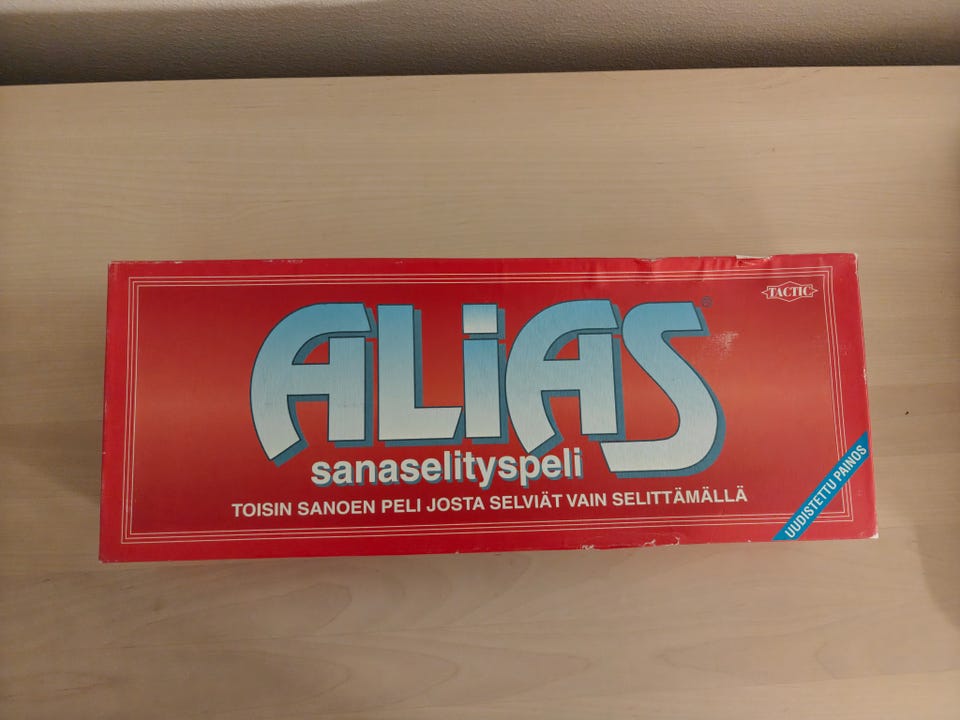 TACTIC
ALiAS®
sanaselityspeli
TOISIN SANOEN PELI JOSTA SELVIÄT VAIN SELITTÄMÄLLÄ
UUDISTETTU PAINOS